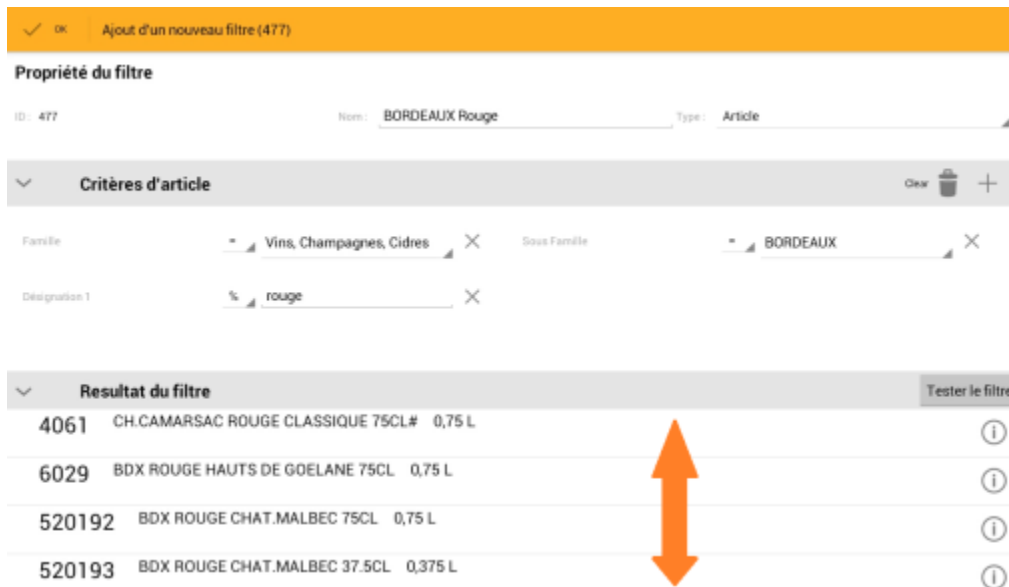 OK Ajout d'un nouveau filtre (477)
Propriété du filtre
ID : 477 Nom : BORDEAUX Rouge Type : Article
Critères d'article Clear
Famille = Vins, Champagnes, Cidres Sous Famille = BORDEAUX
Désignation 1 % rouge
Resultat du filtre Tester le filtre
4061 CH.CAMARSAC ROUGE CLASSIQUE 75CL# 0,75 L
6029 BDX ROUGE HAUTS DE GOELANE 75CL 0,75 L
520192 BDX ROUGE CHAT.MALBEC 75CL 0,75 L
520193 BDX ROUGE CHAT.MALBEC 37.5CL 0,375 L